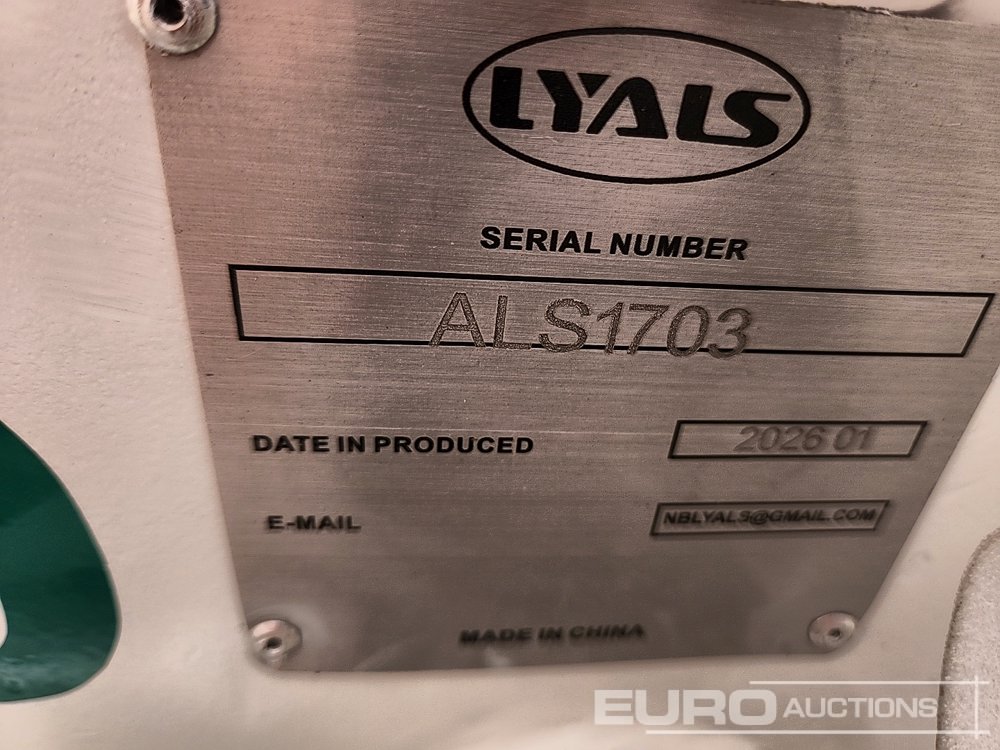 LYALS
SERIAL NUMBER
ALS1703
DATE IN PRODUCED 2026 01
E-MAIL NBLYALS@GMAIL.COM
MADE IN CHINA
EURO AUCTIONS